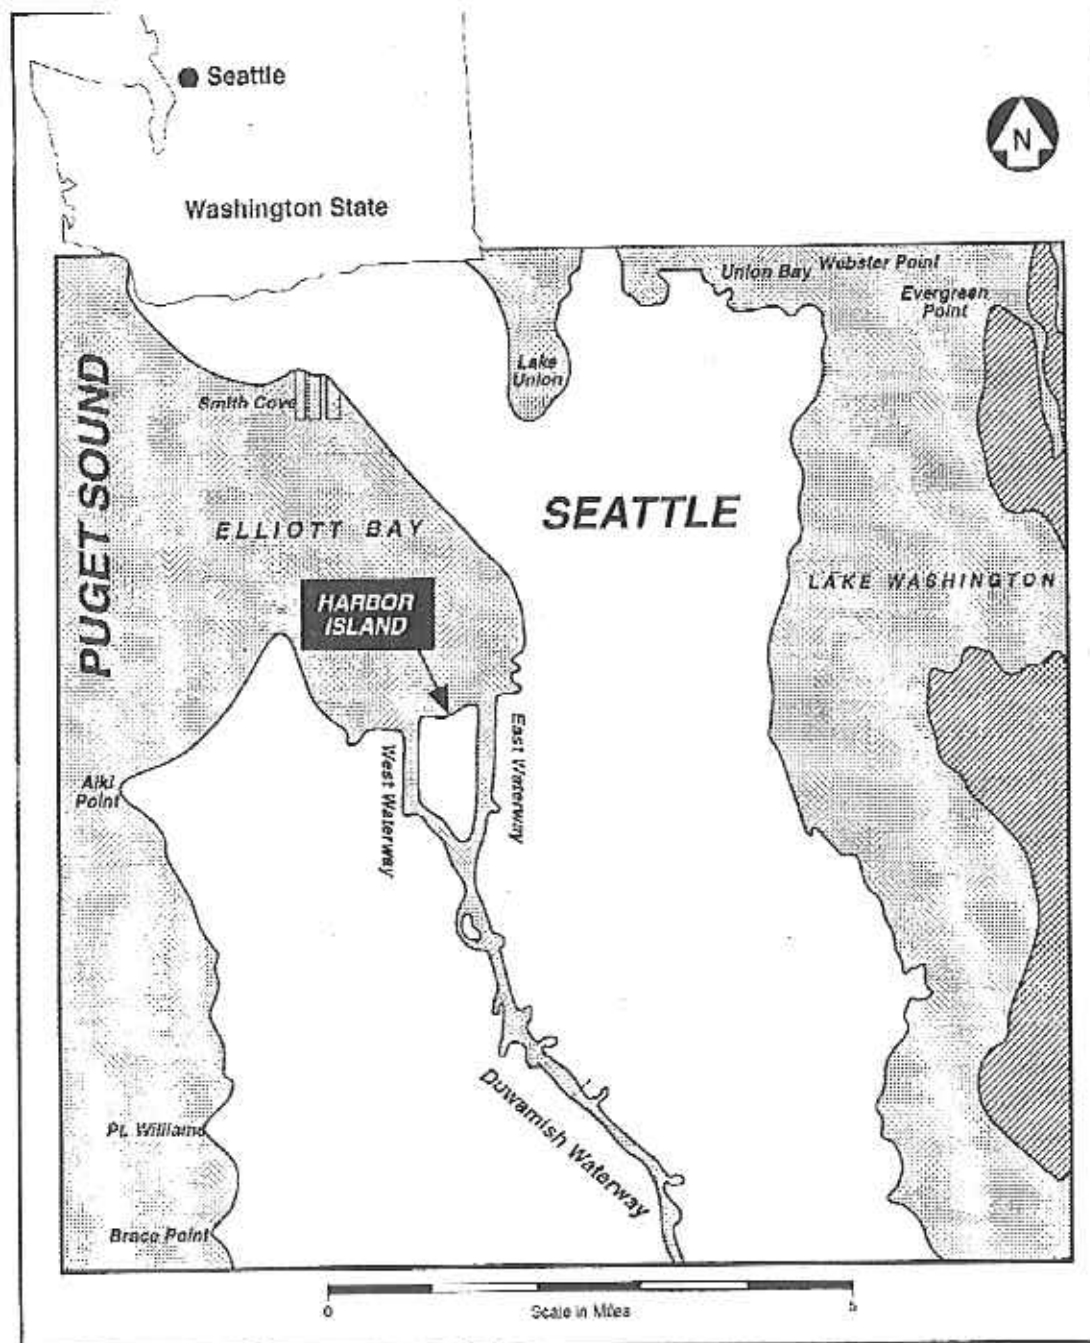 Seattle
N
Washington State
Union Bay
Webster Point
Evergreen
Point
Lake
Union
Smith Cove
PUGET SOUND
SEATTLE
ELLIOTT BAY
LAKE WASHINGTON
HARBOR
ISLAND
East Waterway
West Waterway
Alki
Point
Duwamish Waterway
Pt. Williams
Brace Point
0
5
Scale in Miles